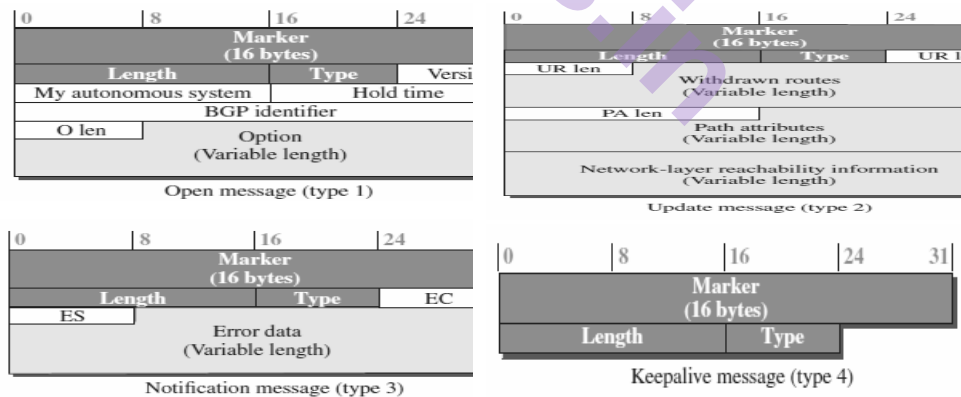 0 8 16 24
Marker
(16 bytes)
Length Type Versi
My autonomous system Hold time
BGP identifier
O len Option
(Variable length)
Open message (type 1)
0 8 16 24
Marker
(16 bytes)
Length Type UR l
UR len Withdrawn routes
(Variable length)
PA len
Path attributes
(Variable length)
Network-layer reachability information
(Variable length)
Update message (type 2)
0 8 16 24
Marker
(16 bytes)
Length Type EC
ES Error data
(Variable length)
Notification message (type 3)
0 8 16 24 31
Marker
(16 bytes)
Length Type
Keepalive message (type 4)